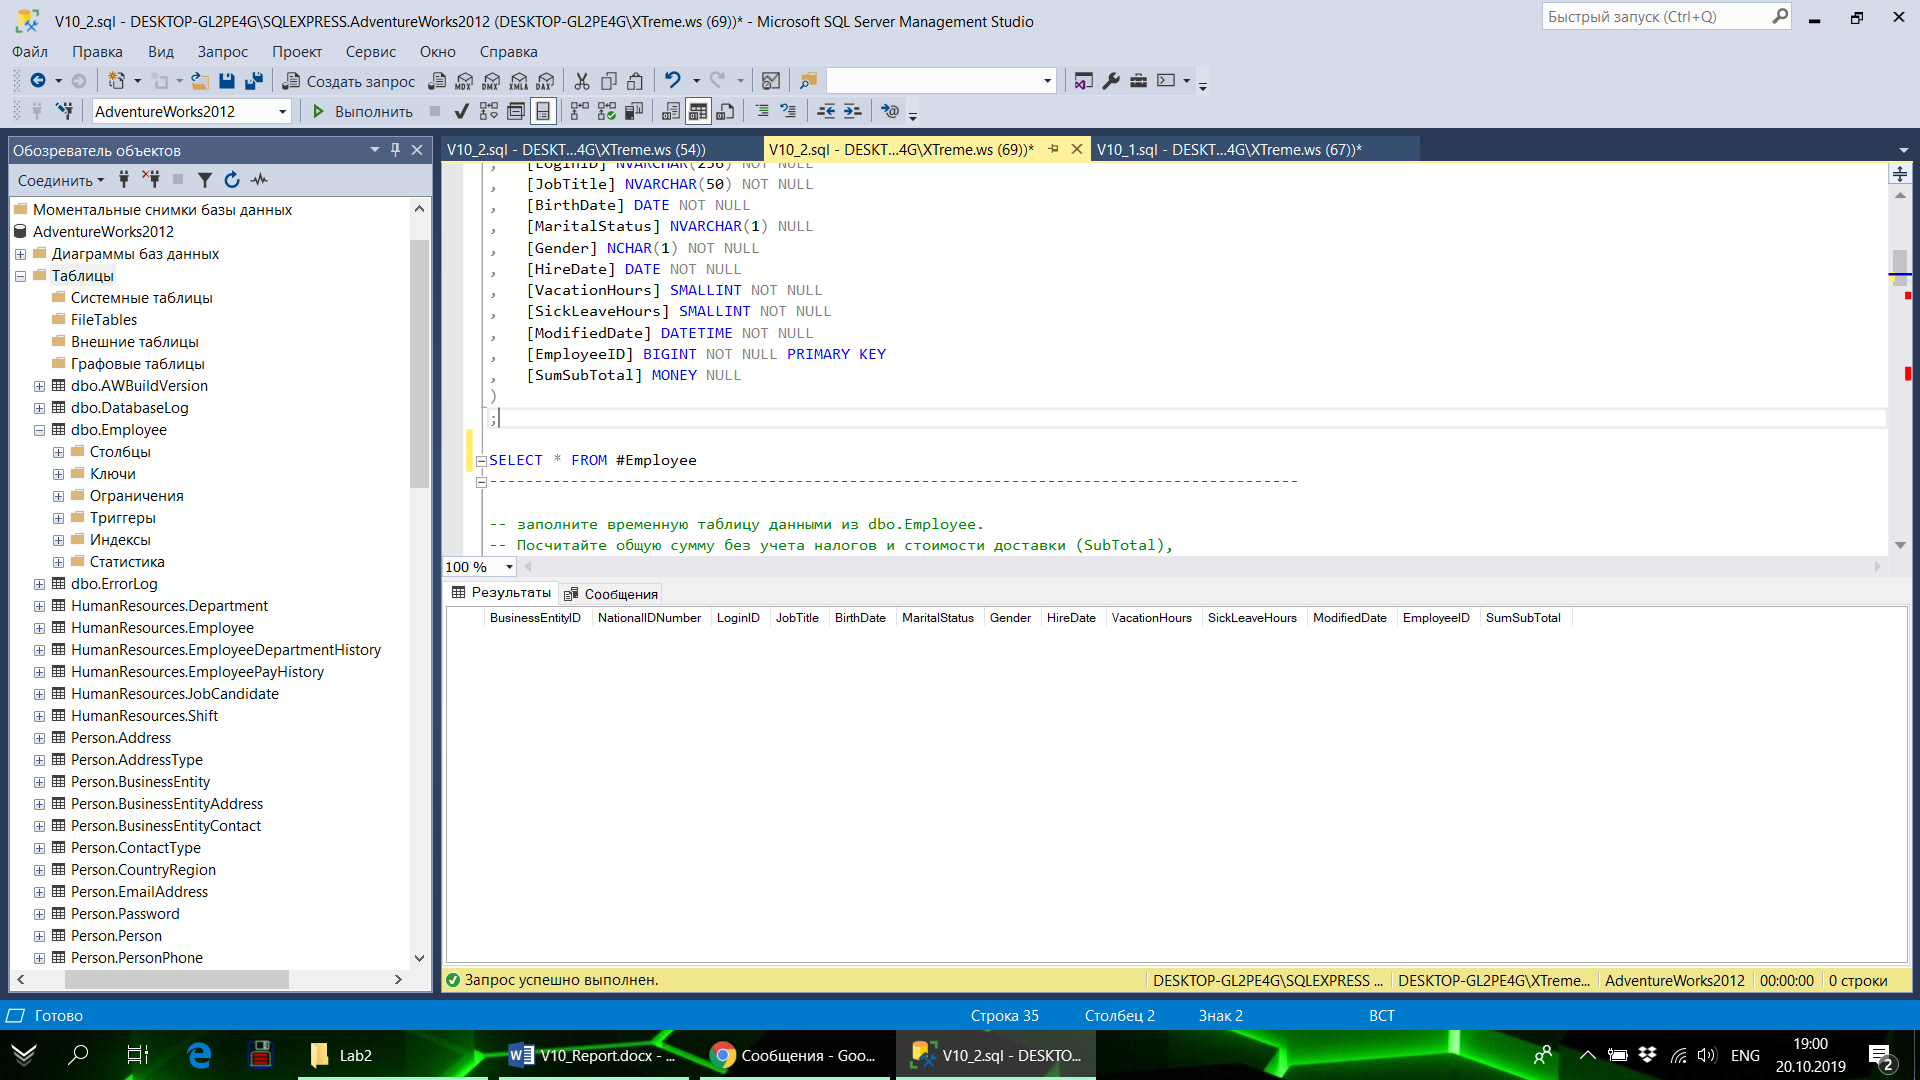 V10_2.sql - DESKTOP-GL2PE4G\SQLEXPRESS.AdventureWorks2012 (DESKTOP-GL2PE4G\XTreme.ws (69))* - Microsoft SQL Server Management Studio
Быстрый запуск (Ctrl+Q)
Файл Правка Вид Запрос Проект Сервис Окно Справка
Создать запрос MDX DMX XMLA DAX
AdventureWorks2012 Выполнить
Обозреватель объектов
V10_2.sql - DESKT...4G\XTreme.ws (54))
V10_2.sql - DESKT...4G\XTreme.ws (69))*
V10_1.sql - DESKT...4G\XTreme.ws (67))*
Соединить
Моментальные снимки базы данных
AdventureWorks2012
Диаграммы баз данных
Таблицы
Системные таблицы
FileTables
Внешние таблицы
Графовые таблицы
dbo.AWBuildVersion
dbo.DatabaseLog
dbo.Employee
Столбцы
Ключи
Ограничения
Триггеры
Индексы
Статистика
dbo.ErrorLog
HumanResources.Department
HumanResources.Employee
HumanResources.EmployeeDepartmentHistory
HumanResources.EmployeePayHistory
HumanResources.JobCandidate
HumanResources.Shift
Person.Address
Person.AddressType
Person.BusinessEntity
Person.BusinessEntityAddress
Person.BusinessEntityContact
Person.ContactType
Person.CountryRegion
Person.EmailAddress
Person.Password
Person.Person
Person.PersonPhone
, [LoginID] NVARCHAR(256) NOT NULL
, [JobTitle] NVARCHAR(50) NOT NULL
, [BirthDate] DATE NOT NULL
, [MaritalStatus] NVARCHAR(1) NULL
, [Gender] NCHAR(1) NOT NULL
, [HireDate] DATE NOT NULL
, [VacationHours] SMALLINT NOT NULL
, [SickLeaveHours] SMALLINT NOT NULL
, [ModifiedDate] DATETIME NOT NULL
, [EmployeeID] BIGINT NOT NULL PRIMARY KEY
, [SumSubTotal] MONEY NULL
)
;
SELECT * FROM #Employee
------------------------------------------------------------------------------------------
-- заполните временную таблицу данными из dbo.Employee.
-- Посчитайте общую сумму без учета налогов и стоимости доставки (SubTotal),
100 %
Результаты Сообщения
BusinessEntityID NationalIDNumber LoginID JobTitle BirthDate MaritalStatus Gender HireDate VacationHours SickLeaveHours ModifiedDate EmployeeID SumSubTotal
Запрос успешно выполнен.
DESKTOP-GL2PE4G\SQLEXPRESS ... DESKTOP-GL2PE4G\XTreme... AdventureWorks2012 00:00:00 0 строки
Готово Строка 35 Столбец 2 Знак 2 ВСТ
Lab2
V10_Report.docx - ...
Сообщения - Goo...
V10_2.sql - DESKTO...
ENG
19:00
20.10.2019
2